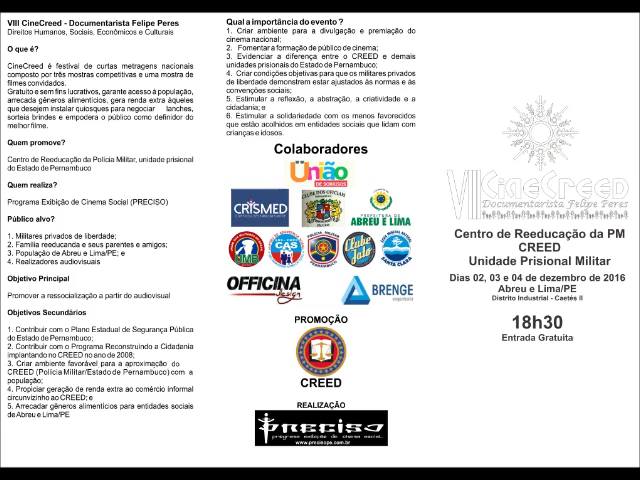 VIII CineCreed - Documentarista Felipe Peres
Direitos Humanos, Sociais, Econômicos e Culturais
O que é?
CineCreed é festival de curtas metragens nacionais
composto por três mostras competitivas e uma mostra de
filmes convidados.
Gratuito e sem fins lucrativos, garante acesso à população,
arrecada gêneros alimentícios, gera renda extra àqueles
que desejem instalar quiosques para negociar lanches,
sorteia brindes e empodera o público como definidor do
melhor filme.
Quem promove?
Centro de Reeducação da Polícia Militar, unidade prisional
do Estado de Pernambuco
Quem realiza?
Programa Exibição de Cinema Social (PRECISO)
Público alvo?
1. Militares privados de liberdade;
2. Família reeducanda e seus parentes e amigos;
3. População de Abreu e Lima/PE; e
4. Realizadores audiovisuais
Objetivo Principal
Promover a ressocialização a partir do audiovisual
Objetivos Secundários
1. Contribuir com o Plano Estadual de Segurança Pública
do Estado de Pernambuco;
2. Contribuir com o Programa Reconstruindo a Cidadania
implantando no CREED no ano de 2008;
3. Criar ambiente favorável para a aproximação do
CREED (Polícia Militar/Estado de Pernambuco) com a
população;
4. Propiciar geração de renda extra ao comércio informal
circunvizinho ao CREED; e
5. Arrecadar gêneros alimentícios para entidades sociais
de Abreu e Lima/PE
Qual a importância do evento ?
1. Criar ambiente para a divulgação e premiação do
cinema nacional;
2. Fomentar a formação de público de cinema;
3. Evidenciar a diferença entre o CREED e demais
unidades prisionais do Estado de Pernambuco;
4. Criar condições objetivas para que os militares privados
de liberdade demonstrem estar ajustados às normas e às
convenções sociais;
5. Estimular a reflexão, a abstração, a criatividade e a
cidadania; e
6. Estimular a solidariedade com os menos favorecidos
que estão acolhidos em entidades sociais que lidam com
crianças e idosos.
Colaboradores
União
DE SORRISOS
CRISMED
PREFEITURA DE
ABREU E LIMA
CAS
Clube
Jato
SANTA CLARA
OFFICINA
design
BRENGE
engenharia
PROMOÇÃO
CREED
REALIZAÇÃO
PRECISO
programa exibição de cinema social
VIICineCreed
Documentarista Felipe Peres
Centro de Reeducação da PM
CREED
Unidade Prisional Militar
Dias 02, 03 e 04 de dezembro de 2016
Abreu e Lima/PE
Distrito Industrial - Caetés II
18h30
Entrada Gratuita